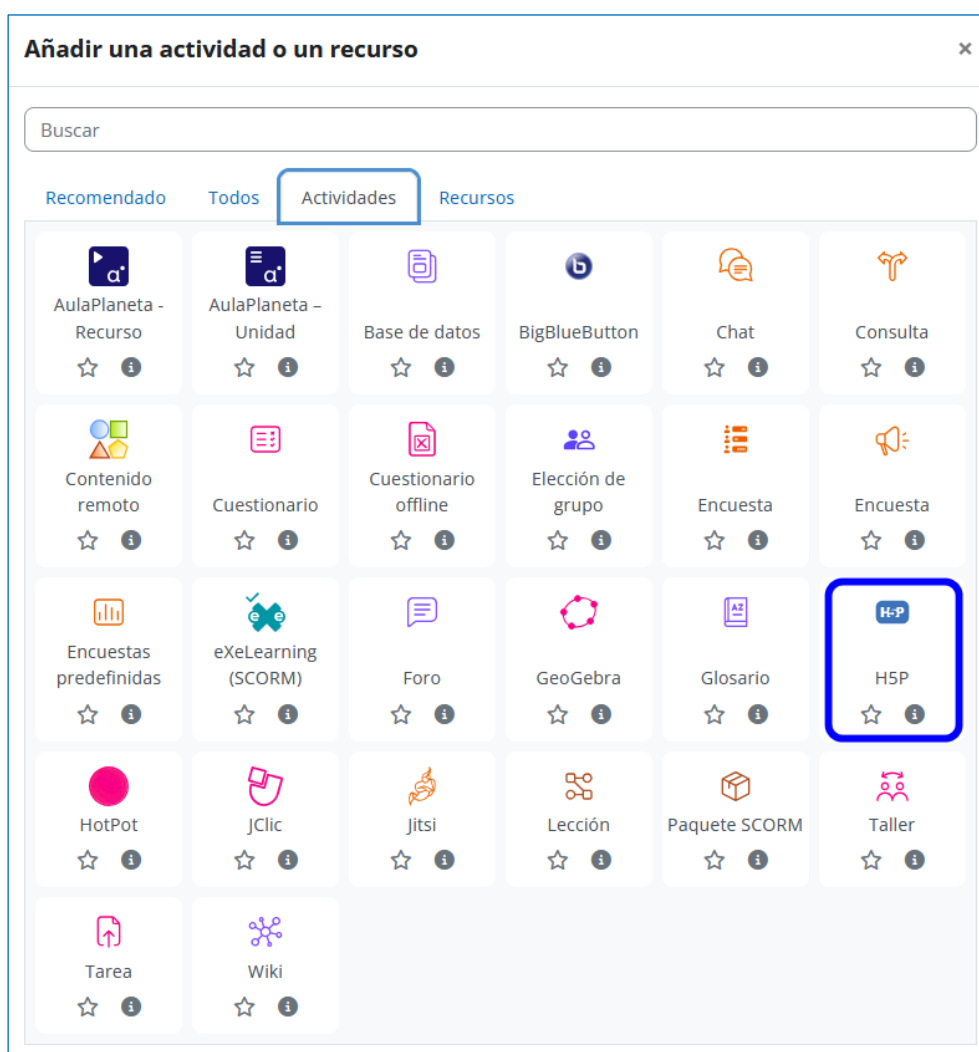 Añadir una actividad o un recurso ×
Buscar
Recomendado Todos Actividades Recursos
AulaPlaneta -
Recurso
AulaPlaneta –
Unidad
Base de datos
BigBlueButton
Chat
Consulta
Contenido
remoto
Cuestionario
Cuestionario
offline
Elección de
grupo
Encuesta
Encuesta
Encuestas
predefinidas
eXeLearning
(SCORM)
Foro
GeoGebra
AZ
Glosario
H5P
H5P
HotPot
JClic
Jitsi
Lección
Paquete SCORM
Taller
Tarea
Wiki